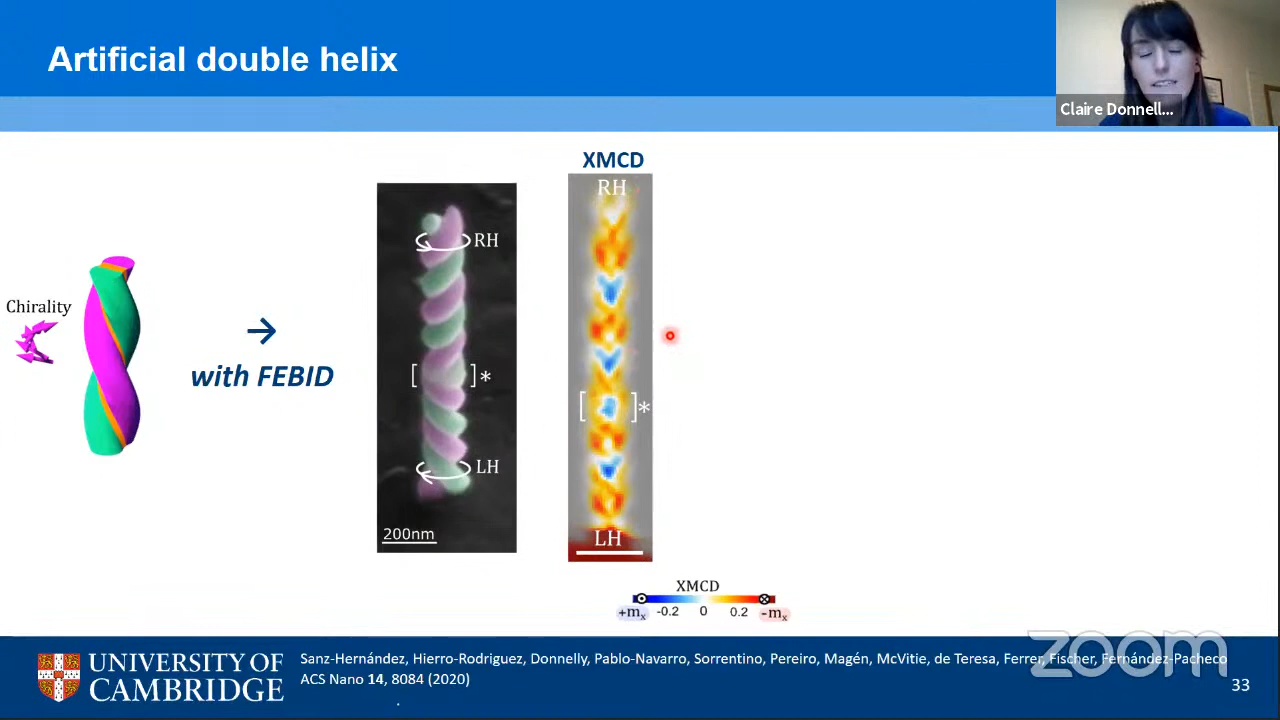 Artificial double helix
Claire Donnell...
XMCD
RH
RH
Chirality
→
with FEBID
[ ]*
[ ]*
LH
200nm
LH
XMCD
-0.2 0 0.2
+mx -mx
UNIVERSITY OF
CAMBRIDGE
Sanz-Hernández, Hierro-Rodriguez, Donnelly, Pablo-Navarro, Sorrentino, Pereiro, Magén, McVitie, de Teresa, Ferrer, Fischer, Fernández-Pacheco
ACS Nano 14, 8084 (2020)
zoom
33